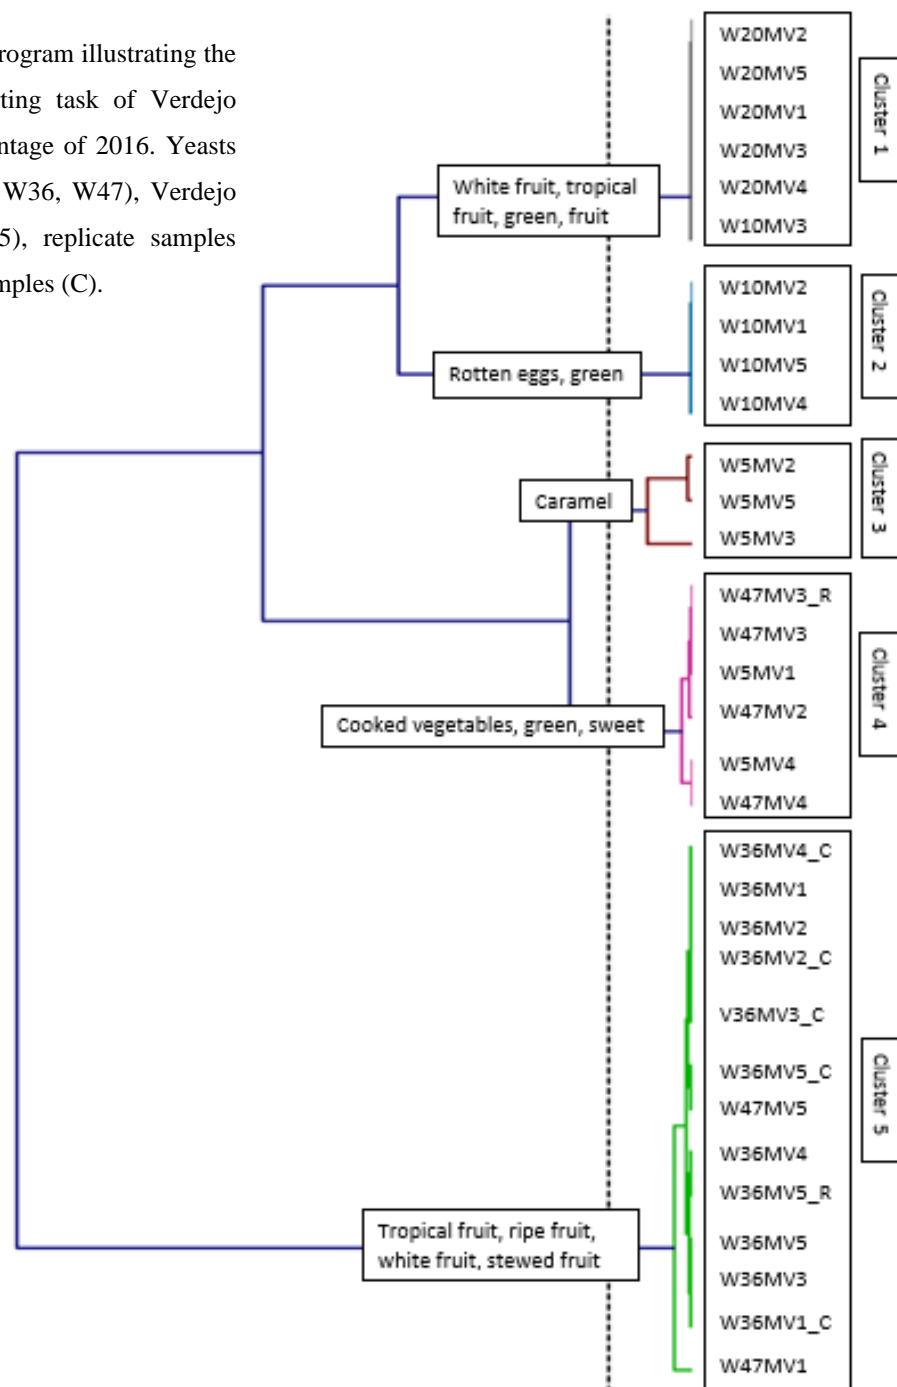 rogram illustrating the
ting task of Verdejo
ntage of 2016. Yeasts
W36, W47), Verdejo
5), replicate samples
mples (C).
White fruit, tropical
fruit, green, fruit
Rotten eggs, green
Caramel
Cooked vegetables, green, sweet
Tropical fruit, ripe fruit,
white fruit, stewed fruit
W20MV2
W20MV5
W20MV1
W20MV3
W20MV4
W10MV3
Cluster 1
W10MV2
W10MV1
W10MV5
W10MV4
Cluster 2
W5MV2
W5MV5
W5MV3
Cluster 3
W47MV3_R
W47MV3
W5MV1
W47MV2
W5MV4
W47MV4
Cluster 4
W36MV4_C
W36MV1
W36MV2
W36MV2_C
V36MV3_C
W36MV5_C
W47MV5
W36MV4
W36MV5_R
W36MV5
W36MV3
W36MV1_C
W47MV1
Cluster 5